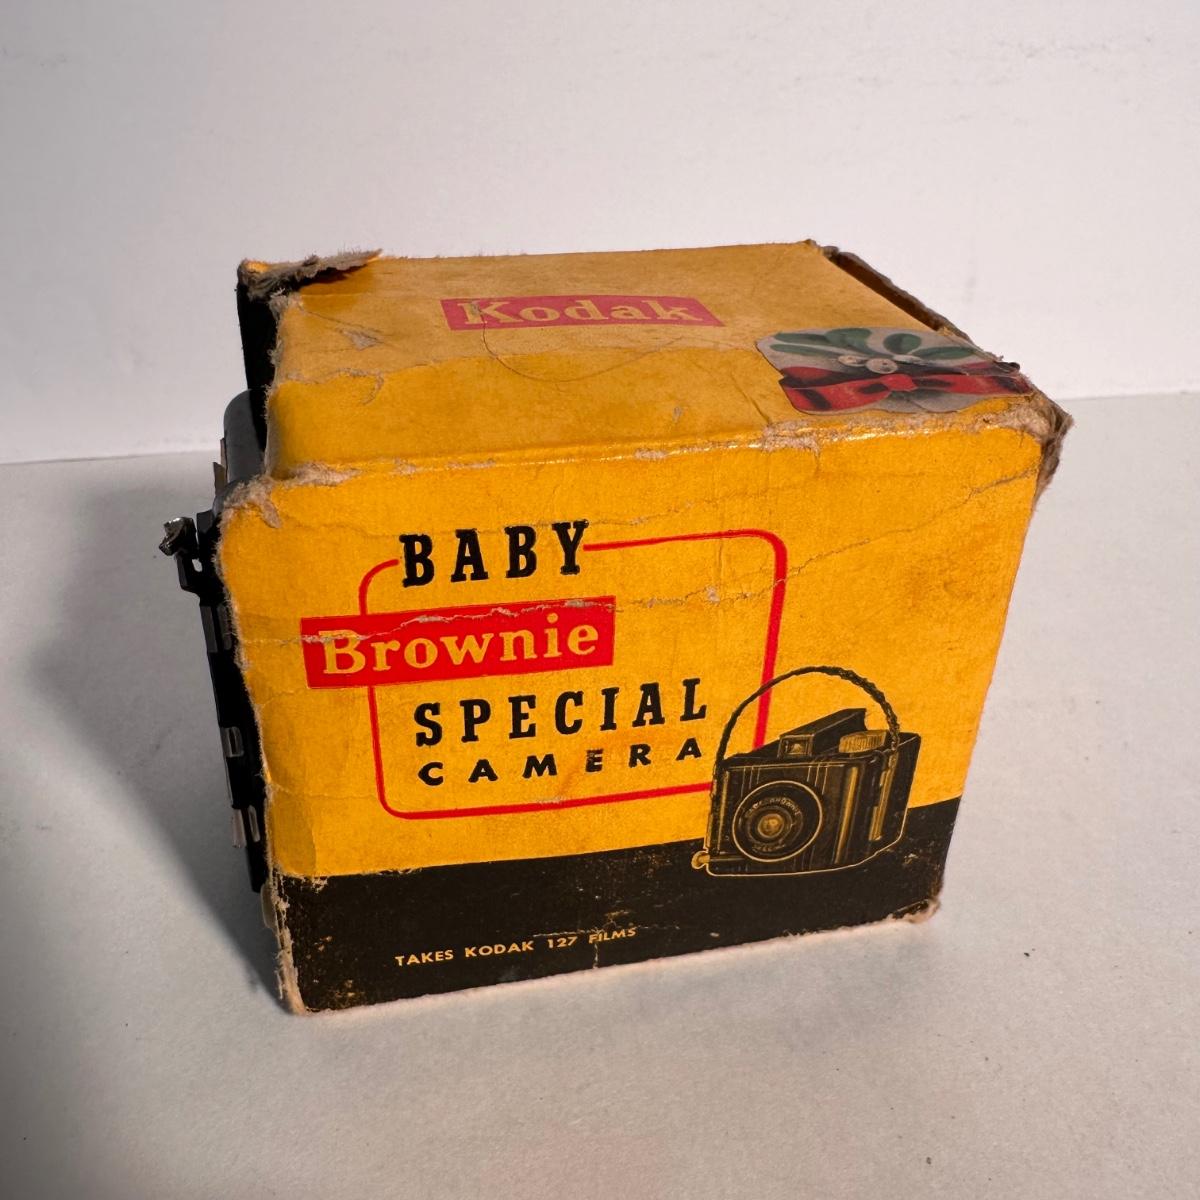 Kodak
BABY
Brownie
SPECIAL
CAMERA
TAKES KODAK 127 FILMS